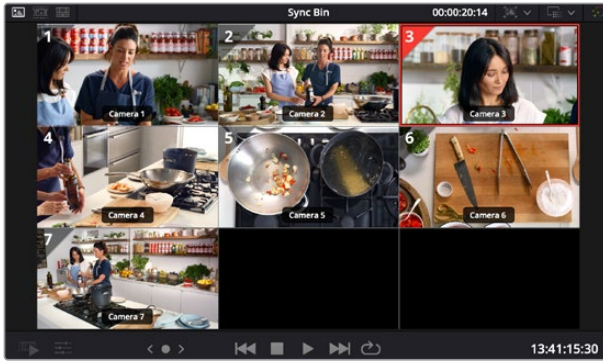 Sync Bin
00:00:20:14
1
Camera 1
2
Camera 2
3
Camera 3
4
Camera 4
5
Camera 5
6
Camera 6
7
Camera 7
13:41:15:30